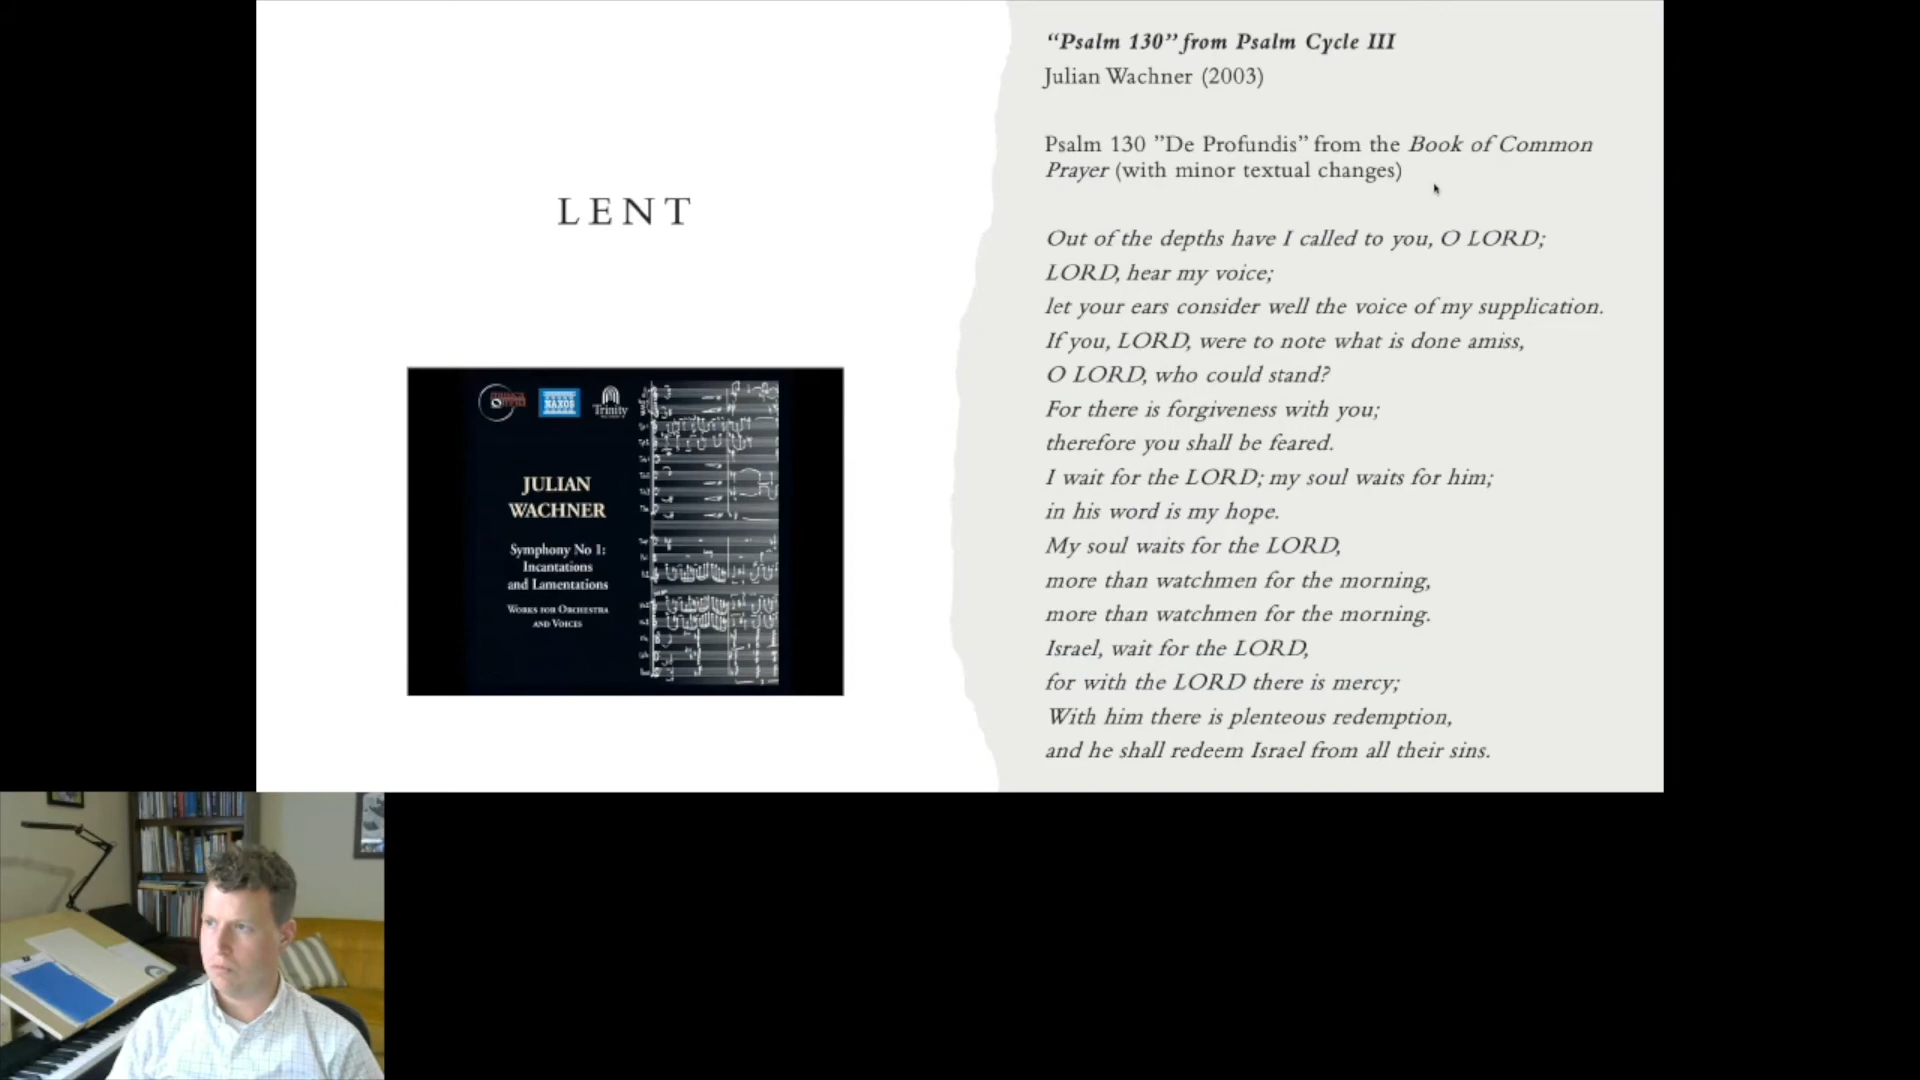 LENT
NAXOS
Trinity
JULIAN
WACHNER
Symphony No 1:
Incantations
and Lamentations
WORKS FOR ORCHESTRA
AND VOICES
“Psalm 130” from Psalm Cycle III
Julian Wachner (2003)
Psalm 130 ”De Profundis” from the Book of Common
Prayer (with minor textual changes)
Out of the depths have I called to you, O LORD;
LORD, hear my voice;
let your ears consider well the voice of my supplication.
If you, LORD, were to note what is done amiss,
O LORD, who could stand?
For there is forgiveness with you;
therefore you shall be feared.
I wait for the LORD; my soul waits for him;
in his word is my hope.
My soul waits for the LORD,
more than watchmen for the morning,
more than watchmen for the morning.
Israel, wait for the LORD,
for with the LORD there is mercy;
With him there is plenteous redemption,
and he shall redeem Israel from all their sins.